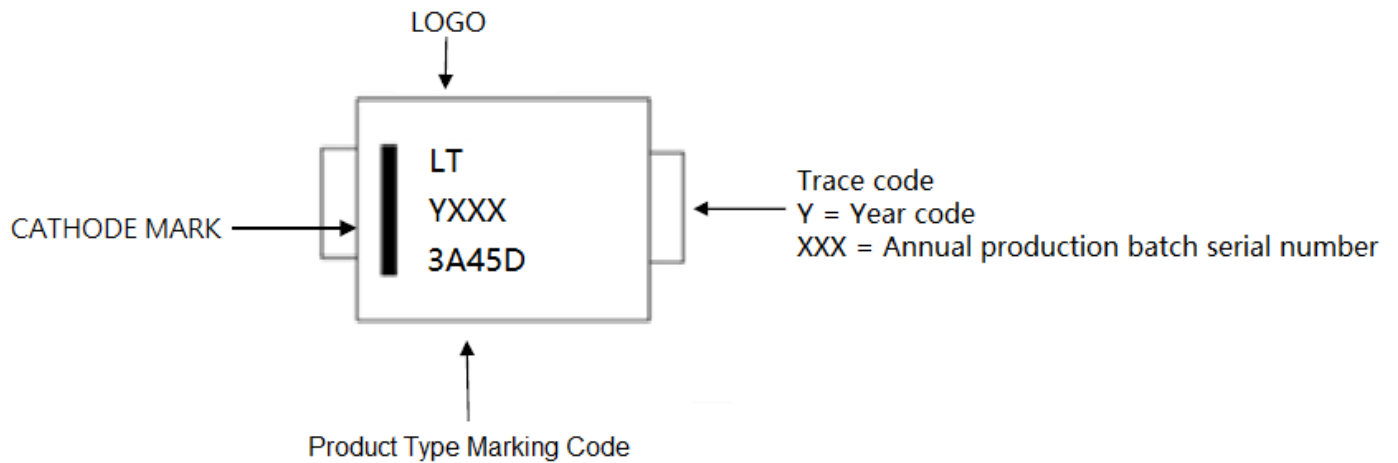 LOGO
LT
YXXX
3A45D
CATHODE MARK
Trace code
Y = Year code
XXX = Annual production batch serial number
Product Type Marking Code